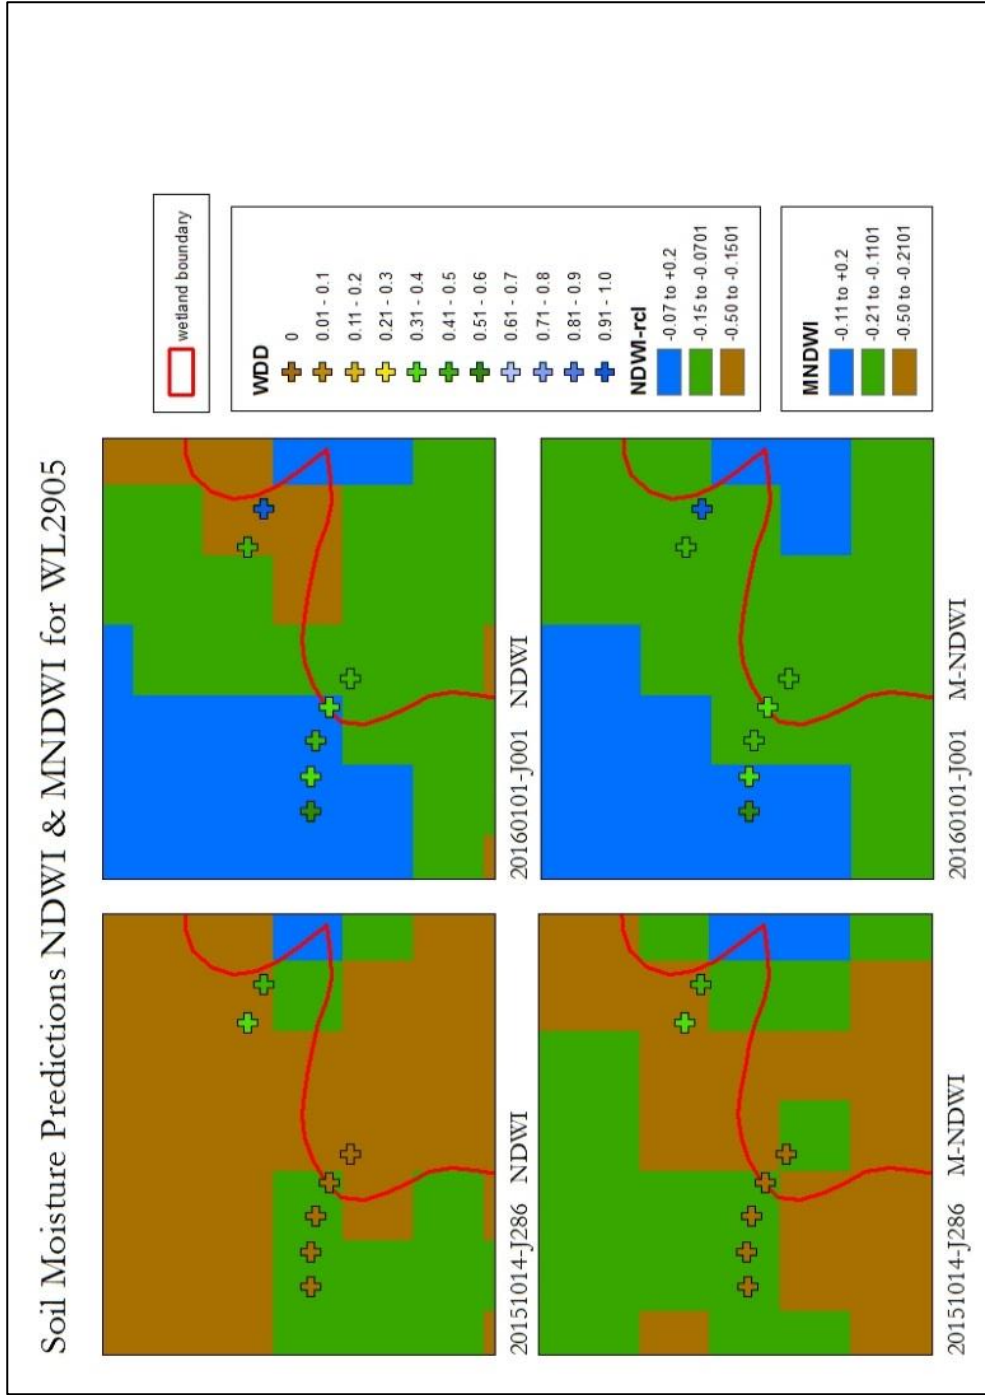 Soil Moisture Predictions NDWI & MNDWI for WL2905
20151014-J286 NDWI
20160101-J001 NDWI
20151014-J286 M-NDWI
20160101-J001 M-NDWI
wetland boundary
WDD
0
0.01 - 0.1
0.11 - 0.2
0.21 - 0.3
0.31 - 0.4
0.41 - 0.5
0.51 - 0.6
0.61 - 0.7
0.71 - 0.8
0.81 - 0.9
0.91 - 1.0
NDWI-rcl
-0.07 to +0.2
-0.15 to -0.0701
-0.50 to -0.1501
MNDWI
-0.11 to +0.2
-0.21 to -0.1101
-0.50 to -0.2101